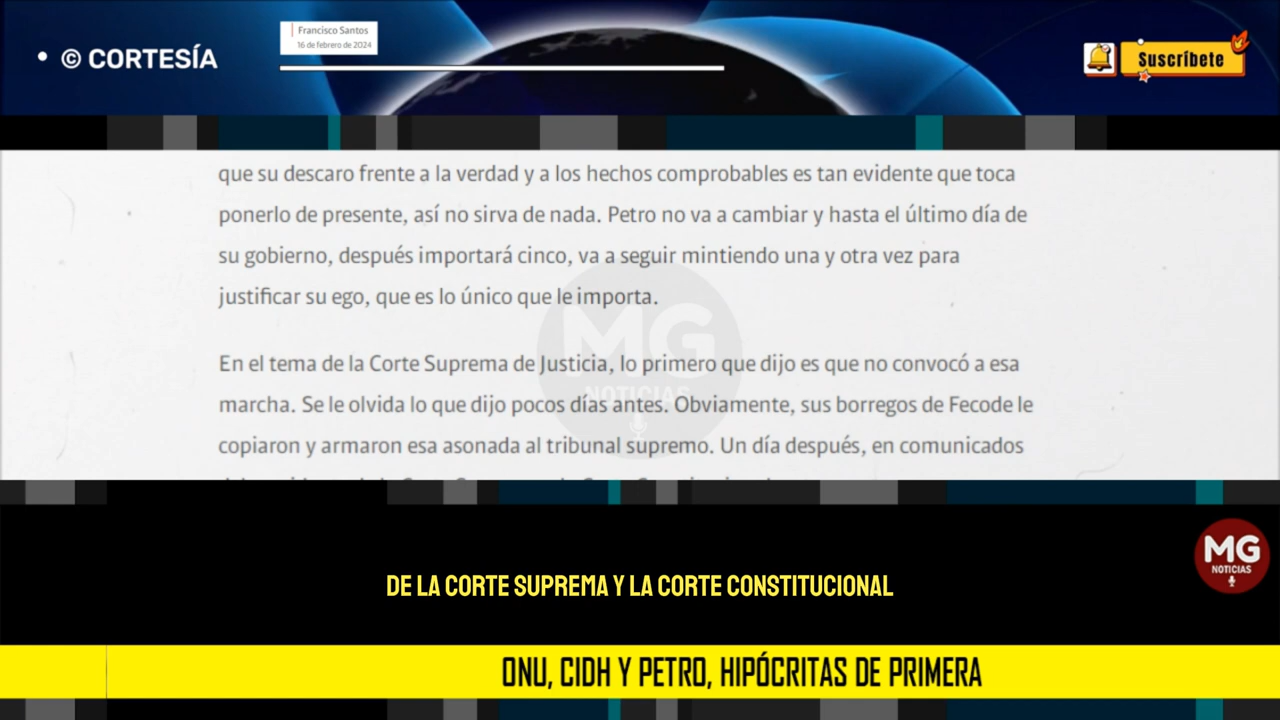 Francisco Santos
16 de febrero de 2024
• © CORTESÍA
Suscríbete
que su descaro frente a la verdad y a los hechos comprobables es tan evidente que toca
ponerlo de presente, así no sirva de nada. Petro no va a cambiar y hasta el último día de
su gobierno, después importará cinco, va a seguir mintiendo una y otra vez para
justificar su ego, que es lo único que le importa.
En el tema de la Corte Suprema de Justicia, lo primero que dijo es que no convocó a esa
marcha. Se le olvida lo que dijo pocos días antes. Obviamente, sus borregos de Fecode le
copiaron y armaron esa asonada al tribunal supremo. Un día después, en comunicados
MG
NOTICIAS
DE LA CORTE SUPREMA Y LA CORTE CONSTITUCIONAL
MG
NOTICIAS
ONU, CIDH Y PETRO, HIPÓCRITAS DE PRIMERA